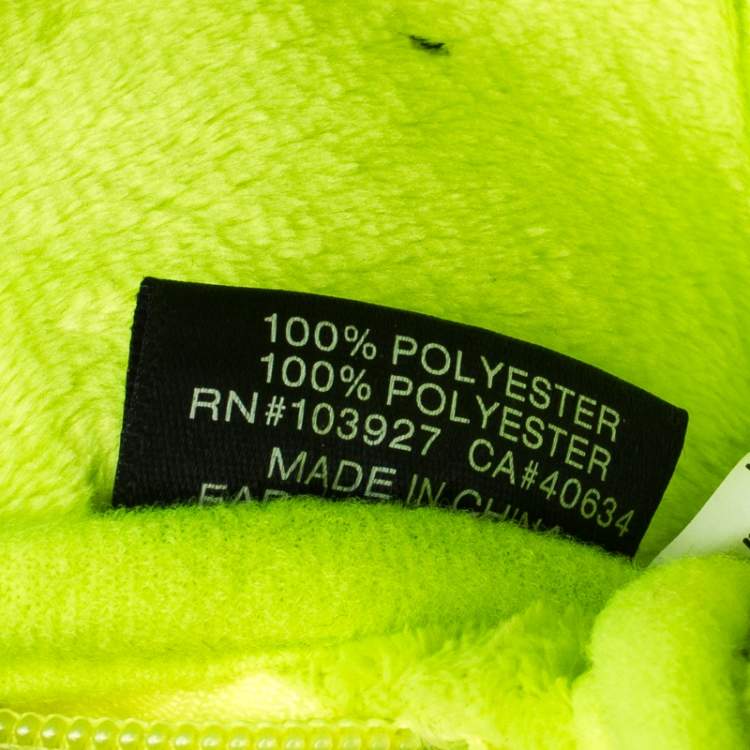 100% POLYESTER
100% POLYESTER
RN#103927 CA#40634
MADE IN CHINA